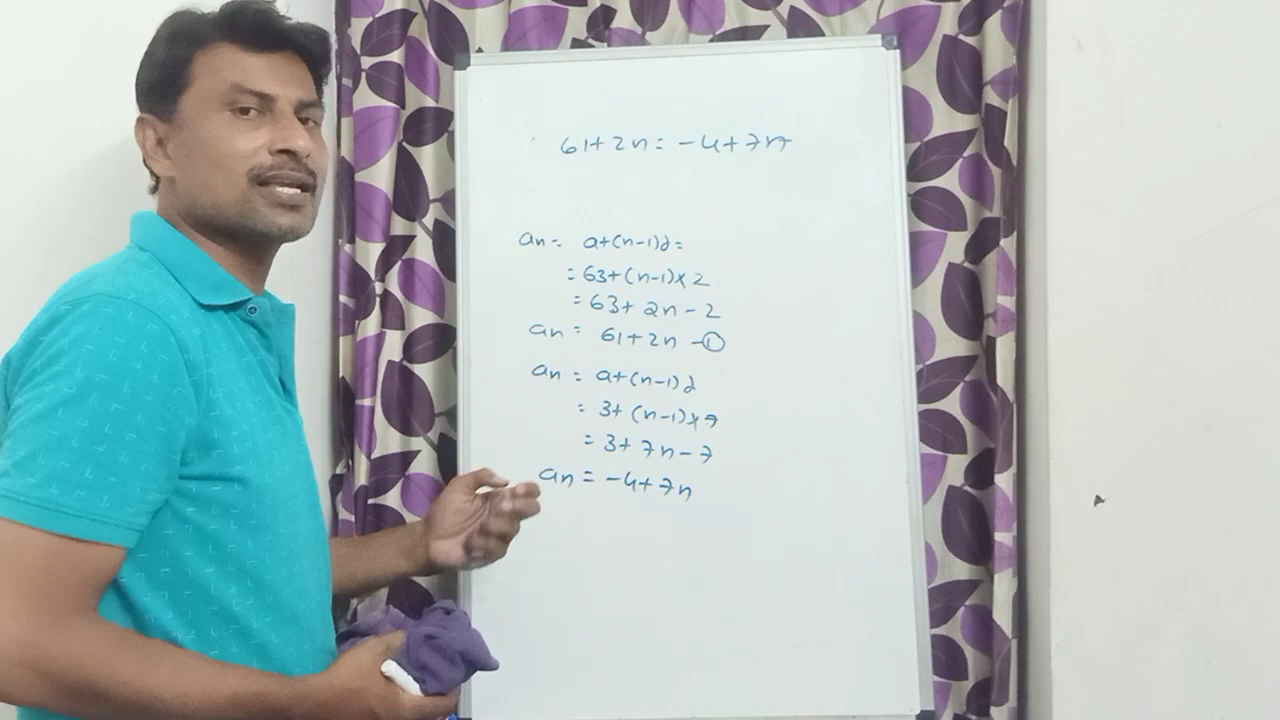 61+2n = -4+7n
an = a+(n-1)d=
= 63+(n-1)×2
= 63+2n-2
an = 61+2n -①
an = a+(n-1)d
= 3+(n-1)×7
= 3+7n-7
an = -4+7n